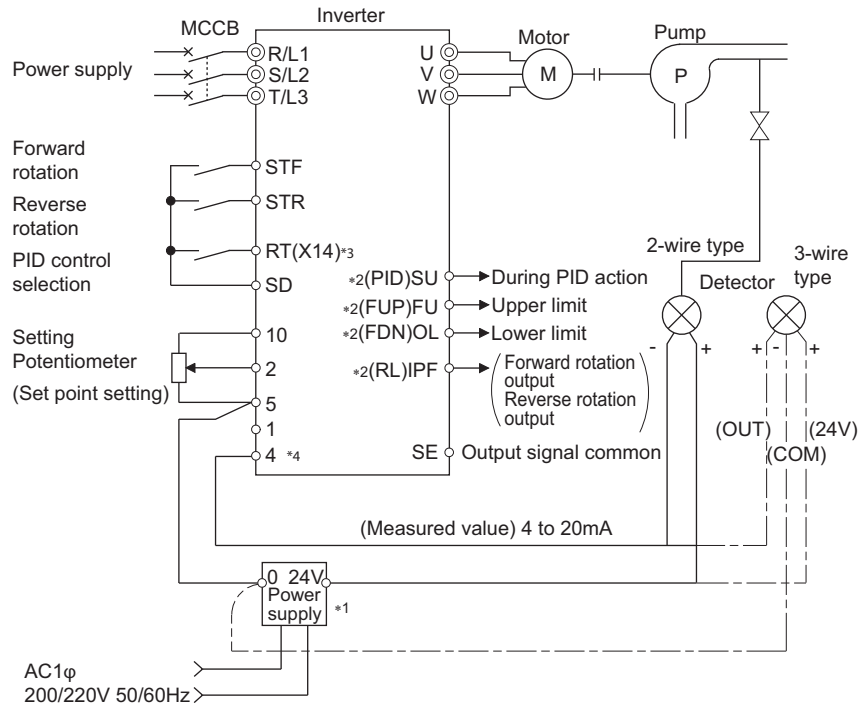 Inverter
MCCB
Power supply
R/L1
S/L2
T/L3
U
V
W
Motor
M
Pump
P
Forward
rotation
Reverse
rotation
PID control
selection
STF
STR
RT(X14)*3
SD
Setting
Potentiometer
(Set point setting)
10
2
5
1
4 *4
*2(PID)SU
During PID action
*2(FUP)FU
Upper limit
*2(FDN)OL
Lower limit
*2(RL)IPF
Forward rotation
output
Reverse rotation
output
SE
Output signal common
2-wire type
Detector
3-wire
type
- +
+ - +
(OUT)
(24V)
(COM)
(Measured value) 4 to 20mA
0 24V
Power
supply
*1
AC1φ
200/220V 50/60Hz